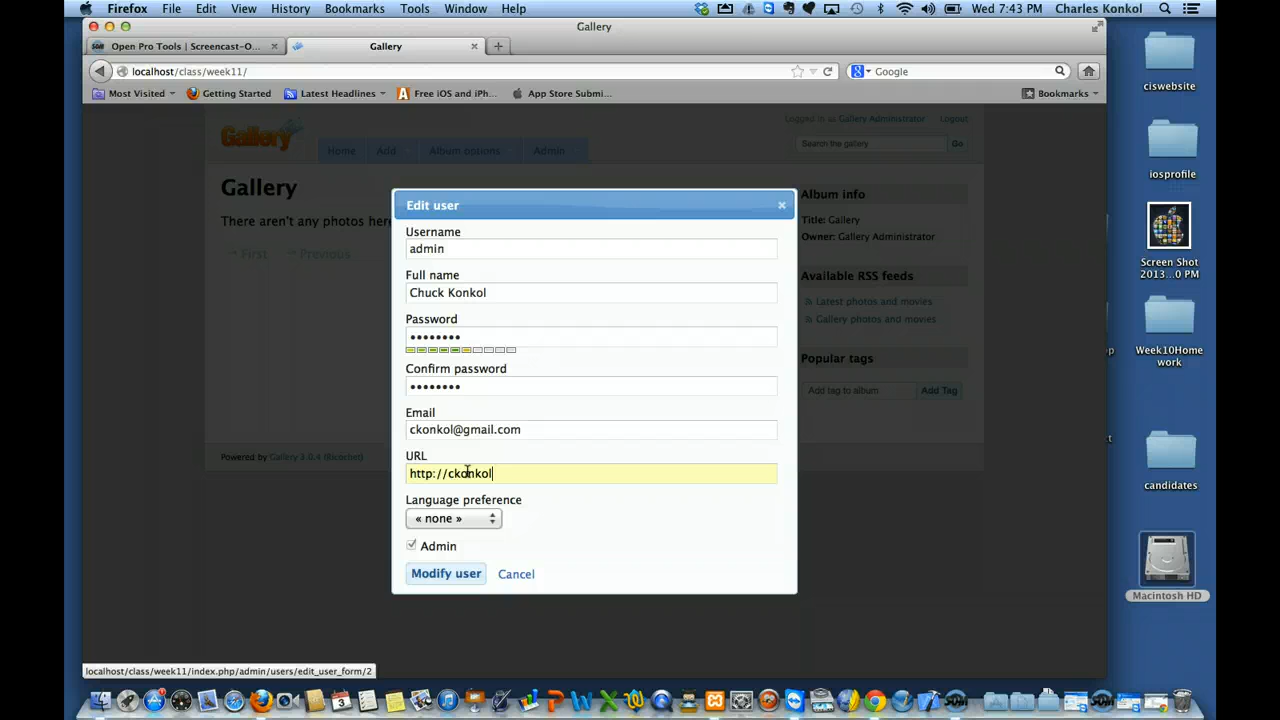 Firefox File Edit View History Bookmarks Tools Window Help Wed 7:43 PM Charles Konkol
Gallery
Open Pro Tools | Screencast-O... Gallery
localhost/class/week11/ Google
Most Visited Getting Started Latest Headlines Free iOS and iPh... App Store Submi... Bookmarks
Gallery
Logged in as Gallery Administrator Logout
Home Add Album options Admin
Search the gallery Go
Gallery
There aren't any photos here
First Previous
Album info
Title: Gallery
Owner: Gallery Administrator
Available RSS feeds
Latest photos and movies
Gallery photos and movies
Popular tags
Add tag to album Add Tag
Powered by Gallery 3.0.4 (Ricochet)
Edit user
Username
admin
Full name
Chuck Konkol
Password
••••••••
Confirm password
••••••••
Email
ckonkol@gmail.com
URL
http://ckonkol
Language preference
« none »
Admin
Modify user Cancel
localhost/class/week11/index.php/admin/users/edit_user_form/2
ciswebsite
iosprofile
Screen Shot
2013...0 PM
Week10Home
work
candidates
Macintosh HD